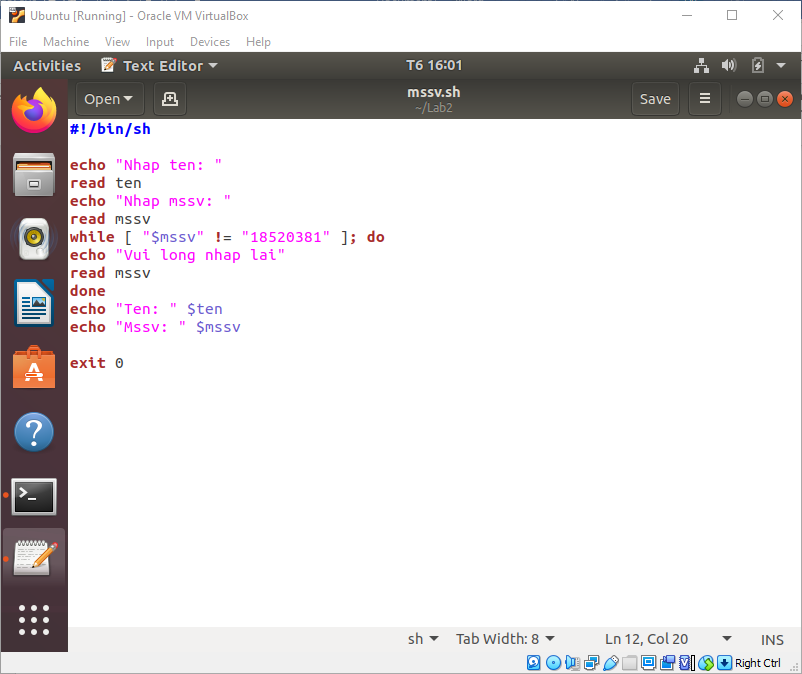 Ubuntu [Running] - Oracle VM VirtualBox
File Machine View Input Devices Help
Activities Text Editor T6 16:01
Open mssv.sh Save
~/Lab2
#!/bin/sh
echo "Nhap ten: "
read ten
echo "Nhap mssv: "
read mssv
while [ "$mssv" != "18520381" ]; do
echo "Vui long nhap lai"
read mssv
done
echo "Ten: " $ten
echo "Mssv: " $mssv
exit 0
sh Tab Width: 8 Ln 12, Col 20 INS
Right Ctrl